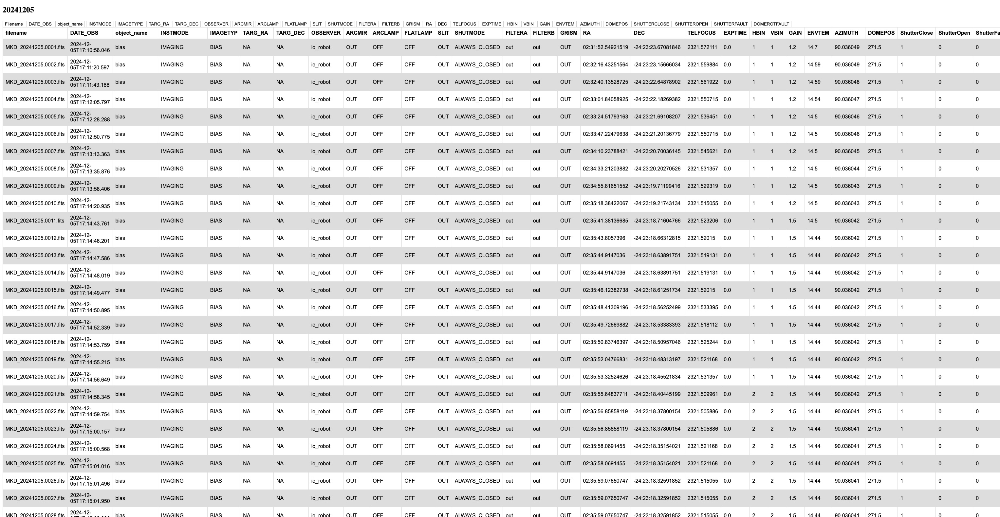 20241205
Filename DATE_OBS object_name INSTMODE IMAGETYPE TARG_RA TARG_DEC OBSERVER ARCMIR ARCLAMP FLATLAMP SLIT SHUTMODE FILTERA FILTERB GRISM RA DEC TELFOCUS EXPTIME HBIN VBIN GAIN ENVTEM AZIMUTH DOMEPOS SHUTTERCLOSE SHUTTEROPEN SHUTTERFAULT DOMEROTFAULT
filename DATE_OBS object_name INSTMODE IMAGETYP TARG_RA TARG_DEC OBSERVER ARCMIR ARCLAMP FLATLAMP SLIT SHUTMODE FILTERA FILTERB GRISM RA DEC TELFOCUS EXPTIME HBIN VBIN GAIN ENVTEM AZIMUTH DOMEPOS ShutterClose ShutterOpen ShutterFa
MKD_20241205.0001.fits 2024-12-05T17:10:56.046 bias IMAGING BIAS NA NA io_robot OUT OFF OFF OUT ALWAYS_CLOSED out out OUT 02:31:52.54921519 -24:23:23.67081846 2321.572111 0.0 1 1 1.2 14.7 90.036049 271.5 1 0 0
MKD_20241205.0002.fits 2024-12-05T17:11:20.597 bias IMAGING BIAS NA NA io_robot OUT OFF OFF OUT ALWAYS_CLOSED out out OUT 02:32:16.43251564 -24:23:23.15666034 2321.559884 0.0 1 1 1.2 14.59 90.036049 271.5 1 0 0
MKD_20241205.0003.fits 2024-12-05T17:11:43.188 bias IMAGING BIAS NA NA io_robot OUT OFF OFF OUT ALWAYS_CLOSED out out OUT 02:32:40.13528725 -24:23:22.64878902 2321.561922 0.0 1 1 1.2 14.59 90.036048 271.5 1 0 0
MKD_20241205.0004.fits 2024-12-05T17:12:05.797 bias IMAGING BIAS NA NA io_robot OUT OFF OFF OUT ALWAYS_CLOSED out out OUT 02:33:01.84058925 -24:23:22.18269382 2321.550715 0.0 1 1 1.2 14.54 90.036047 271.5 1 0 0
MKD_20241205.0005.fits 2024-12-05T17:12:28.288 bias IMAGING BIAS NA NA io_robot OUT OFF OFF OUT ALWAYS_CLOSED out out OUT 02:33:24.51793163 -24:23:21.69108207 2321.536451 0.0 1 1 1.2 14.5 90.036046 271.5 1 0 0
MKD_20241205.0006.fits 2024-12-05T17:12:50.775 bias IMAGING BIAS NA NA io_robot OUT OFF OFF OUT ALWAYS_CLOSED out out OUT 02:33:47.22479638 -24:23:21.20136779 2321.550715 0.0 1 1 1.2 14.5 90.036046 271.5 1 0 0
MKD_20241205.0007.fits 2024-12-05T17:13:13.363 bias IMAGING BIAS NA NA io_robot OUT OFF OFF OUT ALWAYS_CLOSED out out OUT 02:34:10.23788421 -24:23:20.70036145 2321.545621 0.0 1 1 1.2 14.5 90.036045 271.5 1 0 0
MKD_20241205.0008.fits 2024-12-05T17:13:35.876 bias IMAGING BIAS NA NA io_robot OUT OFF OFF OUT ALWAYS_CLOSED out out OUT 02:34:33.21203882 -24:23:20.20270526 2321.531357 0.0 1 1 1.2 14.5 90.036044 271.5 1 0 0
MKD_20241205.0009.fits 2024-12-05T17:13:58.406 bias IMAGING BIAS NA NA io_robot OUT OFF OFF OUT ALWAYS_CLOSED out out OUT 02:34:55.81651552 -24:23:19.71199416 2321.529319 0.0 1 1 1.2 14.5 90.036043 271.5 1 0 0
MKD_20241205.0010.fits 2024-12-05T17:14:20.935 bias IMAGING BIAS NA NA io_robot OUT OFF OFF OUT ALWAYS_CLOSED out out OUT 02:35:18.38422067 -24:23:19.21743134 2321.515055 0.0 1 1 1.2 14.5 90.036043 271.5 1 0 0
MKD_20241205.0011.fits 2024-12-05T17:14:43.761 bias IMAGING BIAS NA NA io_robot OUT OFF OFF OUT ALWAYS_CLOSED out out OUT 02:35:41.38136685 -24:23:18.71604766 2321.523206 0.0 1 1 1.5 14.5 90.036042 271.5 1 0 0
MKD_20241205.0012.fits 2024-12-05T17:14:46.201 bias IMAGING BIAS NA NA io_robot OUT OFF OFF OUT ALWAYS_CLOSED out out OUT 02:35:43.8057396 -24:23:18.66312815 2321.52015 0.0 1 1 1.5 14.44 90.036042 271.5 1 0 0
MKD_20241205.0013.fits 2024-12-05T17:14:47.586 bias IMAGING BIAS NA NA io_robot OUT OFF OFF OUT ALWAYS_CLOSED out out OUT 02:35:44.9147036 -24:23:18.63891751 2321.519131 0.0 1 1 1.5 14.44 90.036042 271.5 1 0 0
MKD_20241205.0014.fits 2024-12-05T17:14:48.019 bias IMAGING BIAS NA NA io_robot OUT OFF OFF OUT ALWAYS_CLOSED out out OUT 02:35:44.9147036 -24:23:18.63891751 2321.519131 0.0 1 1 1.5 14.44 90.036042 271.5 1 0 0
MKD_20241205.0015.fits 2024-12-05T17:14:49.477 bias IMAGING BIAS NA NA io_robot OUT OFF OFF OUT ALWAYS_CLOSED out out OUT 02:35:46.12382738 -24:23:18.61251734 2321.52015 0.0 1 1 1.5 14.44 90.036042 271.5 1 0 0
MKD_20241205.0016.fits 2024-12-05T17:14:50.895 bias IMAGING BIAS NA NA io_robot OUT OFF OFF OUT ALWAYS_CLOSED out out OUT 02:35:48.41309196 -24:23:18.56252499 2321.533395 0.0 1 1 1.5 14.44 90.036042 271.5 1 0 0
MKD_20241205.0017.fits 2024-12-05T17:14:52.339 bias IMAGING BIAS NA NA io_robot OUT OFF OFF OUT ALWAYS_CLOSED out out OUT 02:35:49.72669882 -24:23:18.53383393 2321.518112 0.0 1 1 1.5 14.44 90.036042 271.5 1 0 0
MKD_20241205.0018.fits 2024-12-05T17:14:53.759 bias IMAGING BIAS NA NA io_robot OUT OFF OFF OUT ALWAYS_CLOSED out out OUT 02:35:50.83746397 -24:23:18.50957046 2321.525244 0.0 1 1 1.5 14.44 90.036042 271.5 1 0 0
MKD_20241205.0019.fits 2024-12-05T17:14:55.215 bias IMAGING BIAS NA NA io_robot OUT OFF OFF OUT ALWAYS_CLOSED out out OUT 02:35:52.04766831 -24:23:18.48313197 2321.521168 0.0 1 1 1.5 14.44 90.036042 271.5 1 0 0
MKD_20241205.0020.fits 2024-12-05T17:14:56.649 bias IMAGING BIAS NA NA io_robot OUT OFF OFF OUT ALWAYS_CLOSED out out OUT 02:35:53.32524626 -24:23:18.45521834 2321.531357 0.0 1 1 1.5 14.44 90.036042 271.5 1 0 0
MKD_20241205.0021.fits 2024-12-05T17:14:58.345 bias IMAGING BIAS NA NA io_robot OUT OFF OFF OUT ALWAYS_CLOSED out out OUT 02:35:55.64837711 -24:23:18.40445199 2321.509961 0.0 2 2 1.5 14.44 90.036042 271.5 1 0 0
MKD_20241205.0022.fits 2024-12-05T17:14:59.754 bias IMAGING BIAS NA NA io_robot OUT OFF OFF OUT ALWAYS_CLOSED out out OUT 02:35:56.85858119 -24:23:18.37800154 2321.505886 0.0 2 2 1.5 14.44 90.036041 271.5 1 0 0
MKD_20241205.0023.fits 2024-12-05T17:15:00.157 bias IMAGING BIAS NA NA io_robot OUT OFF OFF OUT ALWAYS_CLOSED out out OUT 02:35:56.85858119 -24:23:18.37800154 2321.505886 0.0 2 2 1.5 14.44 90.036041 271.5 1 0 0
MKD_20241205.0024.fits 2024-12-05T17:15:00.568 bias IMAGING BIAS NA NA io_robot OUT OFF OFF OUT ALWAYS_CLOSED out out OUT 02:35:58.0691455 -24:23:18.35154021 2321.521168 0.0 2 2 1.5 14.44 90.036041 271.5 1 0 0
MKD_20241205.0025.fits 2024-12-05T17:15:01.016 bias IMAGING BIAS NA NA io_robot OUT OFF OFF OUT ALWAYS_CLOSED out out OUT 02:35:58.0691455 -24:23:18.35154021 2321.521168 0.0 2 2 1.5 14.44 90.036041 271.5 1 0 0
MKD_20241205.0026.fits 2024-12-05T17:15:01.496 bias IMAGING BIAS NA NA io_robot OUT OFF OFF OUT ALWAYS_CLOSED out out OUT 02:35:59.07650747 -24:23:18.32591852 2321.515055 0.0 2 2 1.5 14.44 90.036041 271.5 1 0 0
MKD_20241205.0027.fits 2024-12-05T17:15:01.950 bias IMAGING BIAS NA NA io_robot OUT OFF OFF OUT ALWAYS_CLOSED out out OUT 02:35:59.07650747 -24:23:18.32591852 2321.515055 0.0 2 2 1.5 14.44 90.036041 271.5 1 0 0
MKD_20241205.0028.fits 2024-12- bias IMAGING BIAS NA NA io_robot OUT OFF OFF OUT ALWAYS_CLOSED out out OUT 02:35:59.07650747 -24:23:18.32591852 2321.515055 0.0 2 2 1.5 14.44 90.036041 271.5 1 0 0